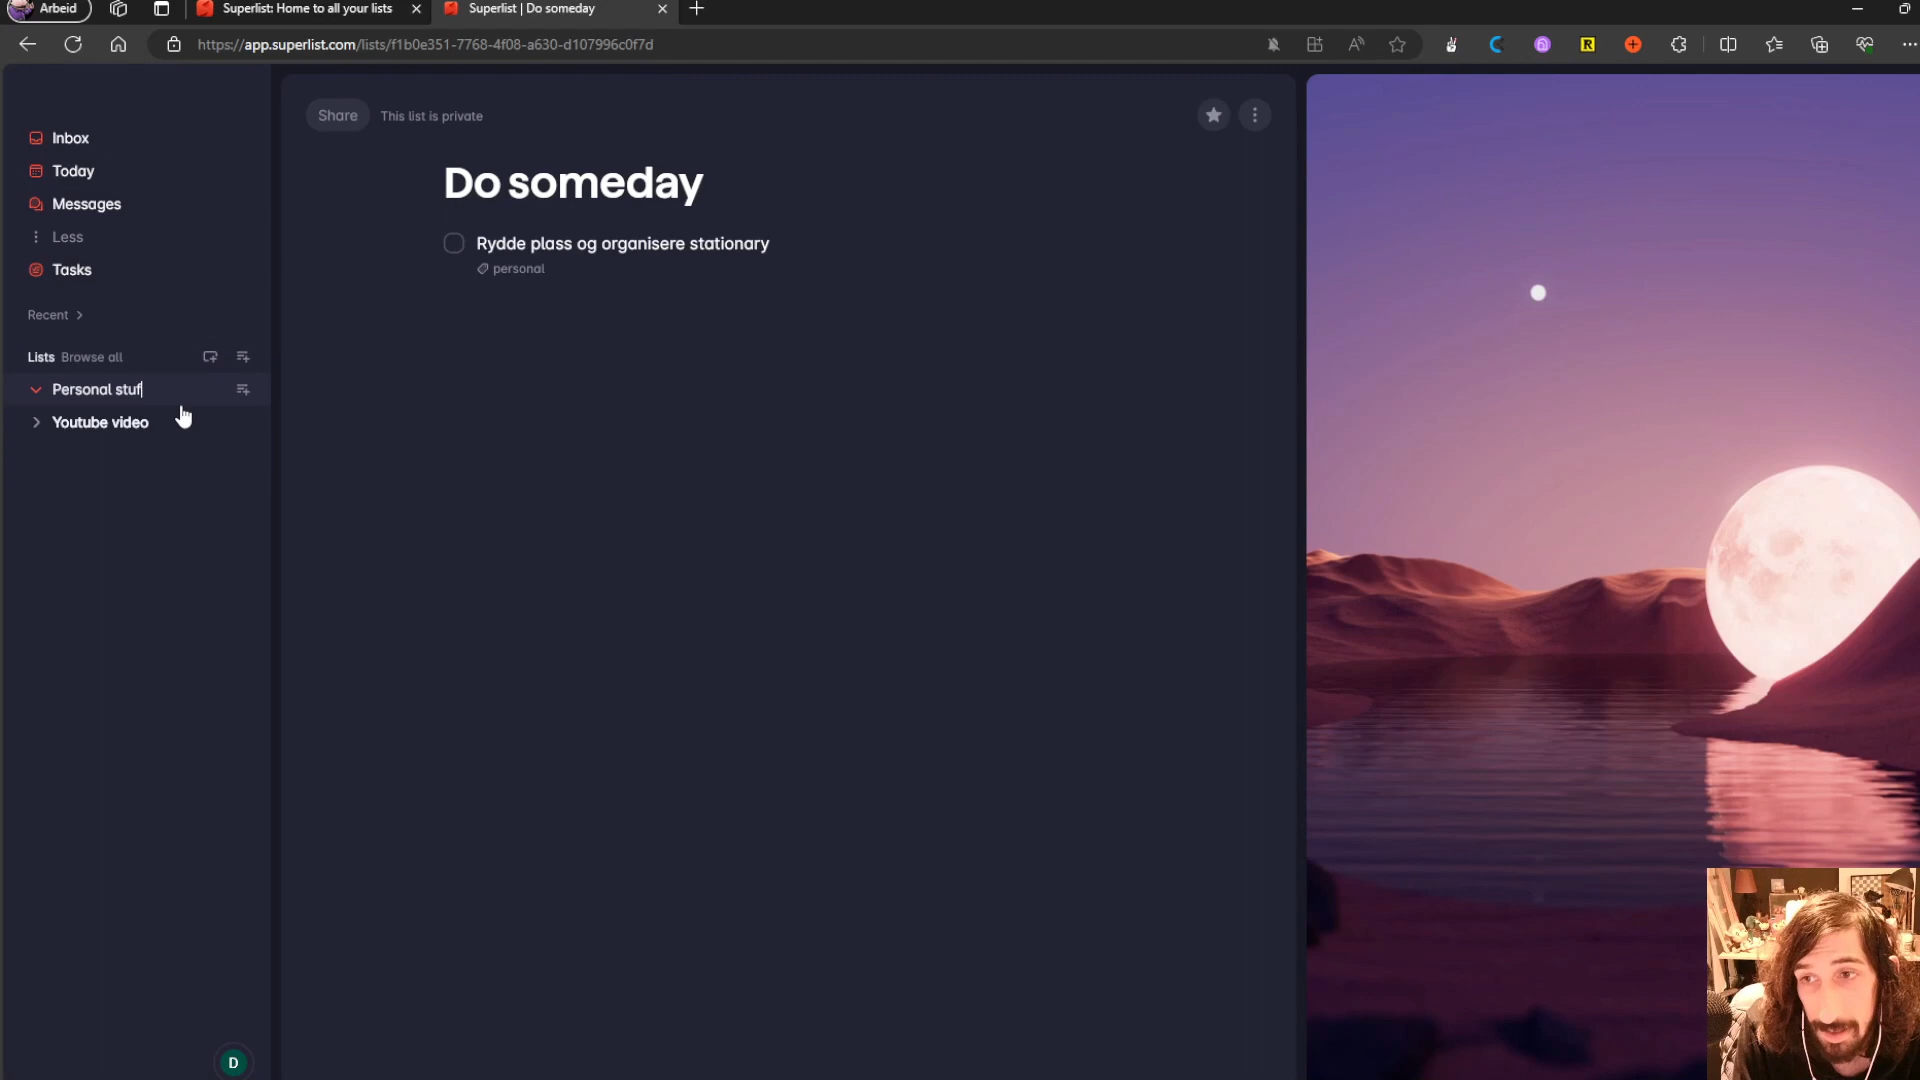 Arbeid
Superlist: Home to all your lists
Superlist | Do someday
https://app.superlist.com/lists/f1b0e351-7768-4f08-a630-d107996c0f7d
Inbox
Today
Messages
Less
Tasks
Recent
Lists Browse all
Personal stuf
Youtube video
D
Share
This list is private
Do someday
Rydde plass og organisere stationary
personal
R